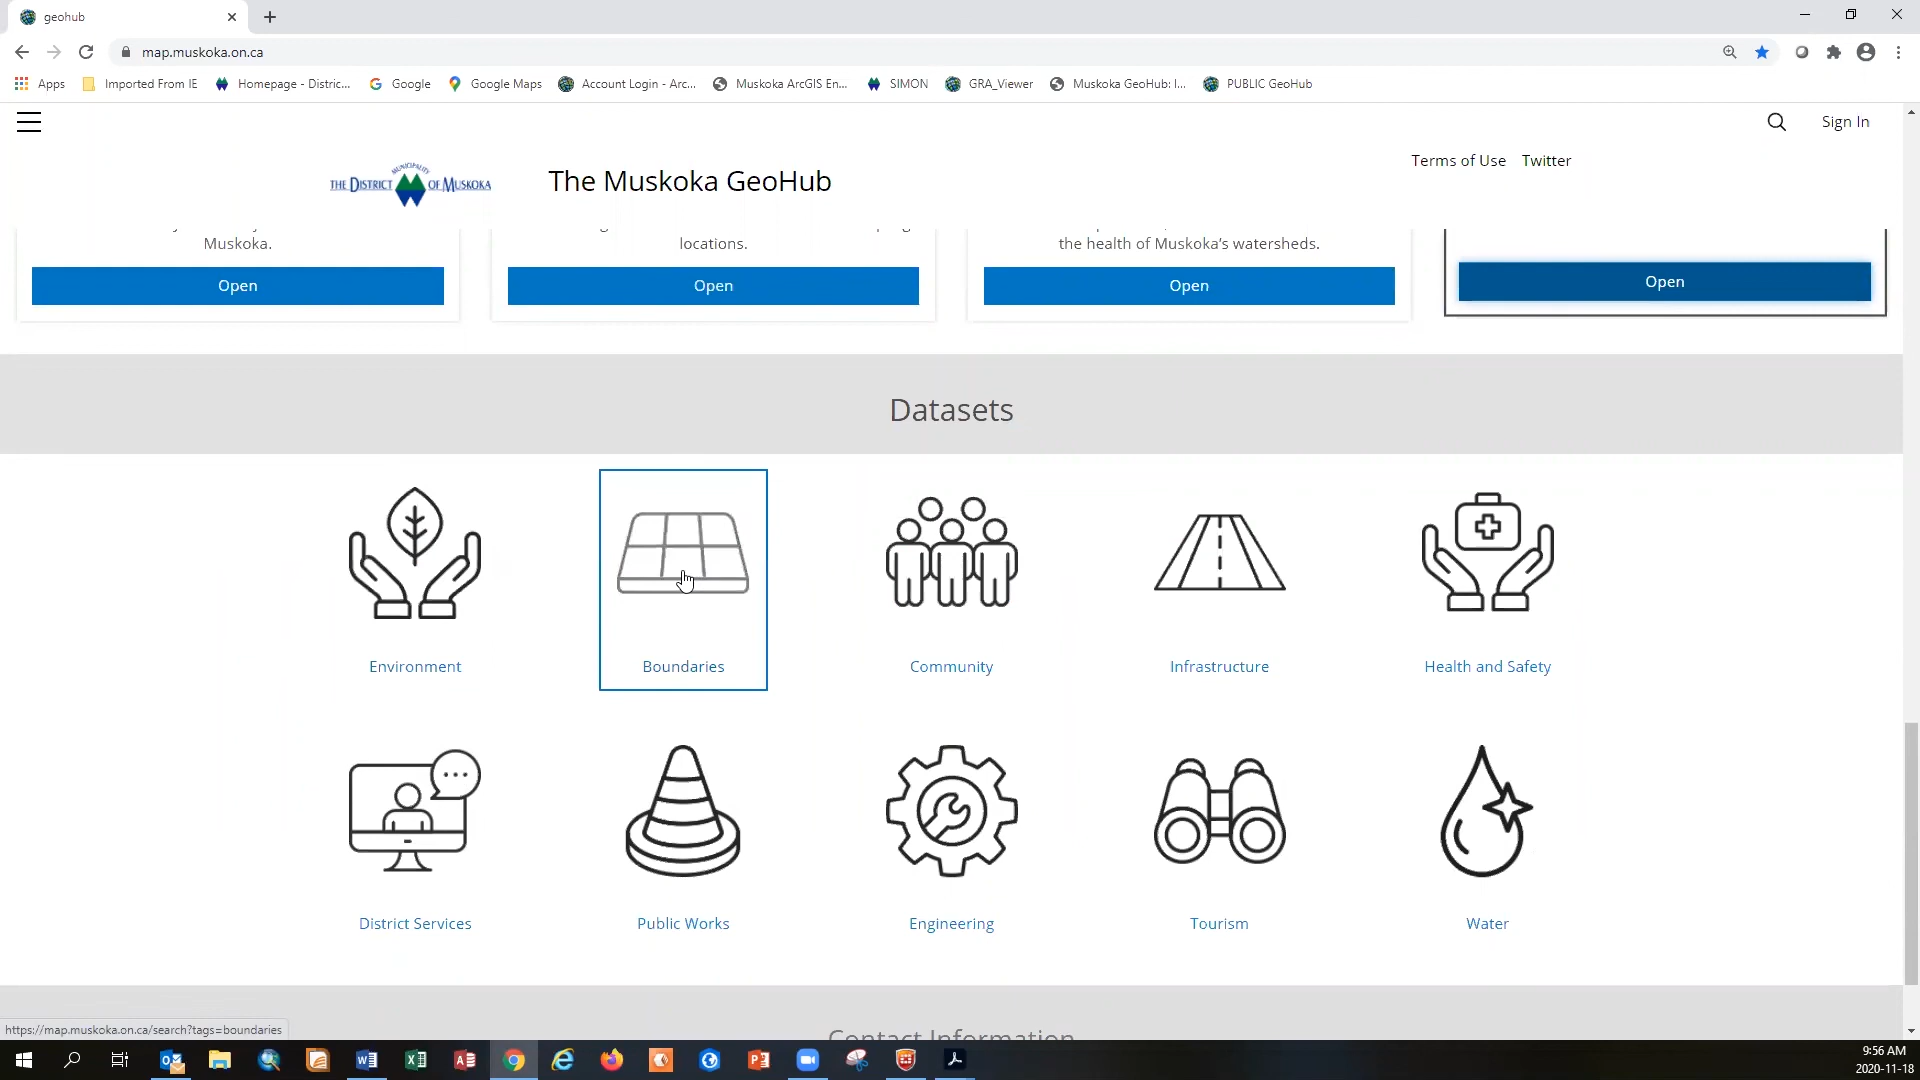 geohub
map.muskoka.on.ca
Apps Imported From IE Homepage - Distric... Google Google Maps Account Login - Arc... Muskoka ArcGIS En... SIMON GRA_Viewer Muskoka GeoHub: I... PUBLIC GeoHub
Sign In
Terms of Use Twitter
MUNICIPALITY
THE DISTRICT OF MUSKOKA
The Muskoka GeoHub
Muskoka.
locations.
the health of Muskoka's watersheds.
Open
Open
Open
Open
Datasets
Environment
Boundaries
Community
Infrastructure
Health and Safety
District Services
Public Works
Engineering
Tourism
Water
Contact Information
https://map.muskoka.on.ca/search?tags=boundaries
9:56 AM
2020-11-18